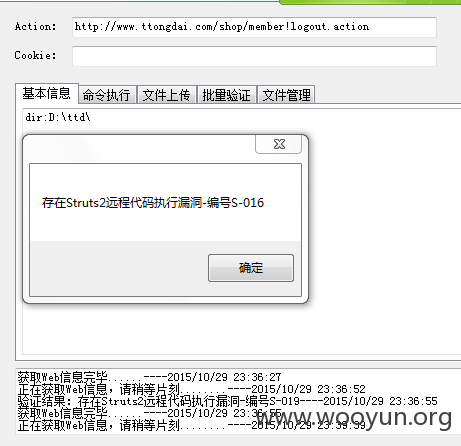 Action: http://www.ttongdai.com/shop/member!logout.action
Cookie:
基本信息 命令执行 文件上传 批量验证 文件管理
dir:D:\ttd\
存在Struts2远程代码执行漏洞-编号S-016
确定
获取Web信息完毕......----2015/10/29 23:36:27
正在获取Web信息,请稍等片刻........----2015/10/29 23:36:52
验证结果: 存在Struts2远程代码执行漏洞-编号S-019----2015/10/29 23:36:55
获取Web信息完毕......----2015/10/29 23:36:55
正在获取Web信息,请稍等片刻........----2015/10/29 23:39:59
www.wooyun.org